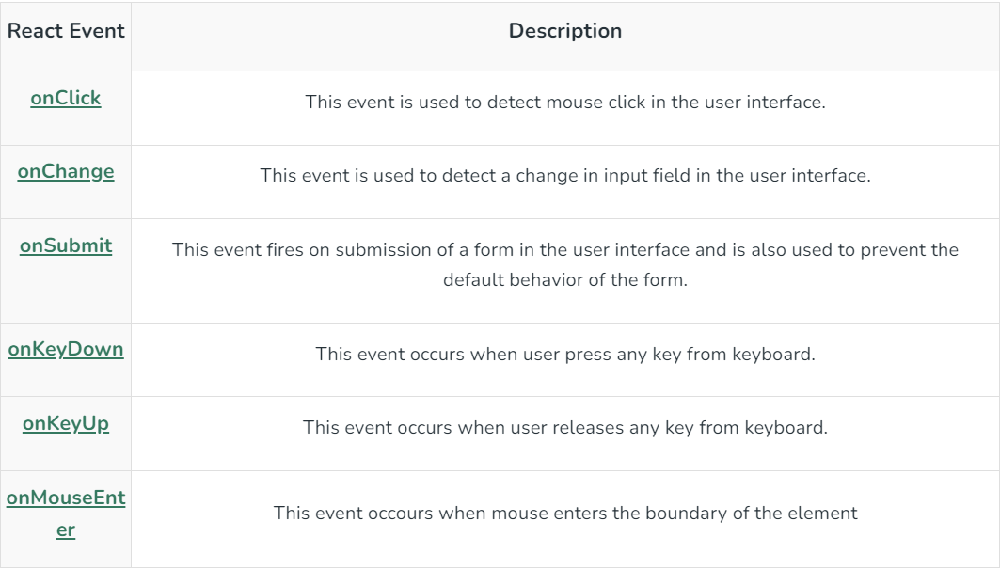 React Event
Description
onClick
This event is used to detect mouse click in the user interface.
onChange
This event is used to detect a change in input field in the user interface.
onSubmit
This event fires on submission of a form in the user interface and is also used to prevent the
default behavior of the form.
onKeyDown
This event occurs when user press any key from keyboard.
onKeyUp
This event occurs when user releases any key from keyboard.
onMouseEnt
er
This event occours when mouse enters the boundary of the element